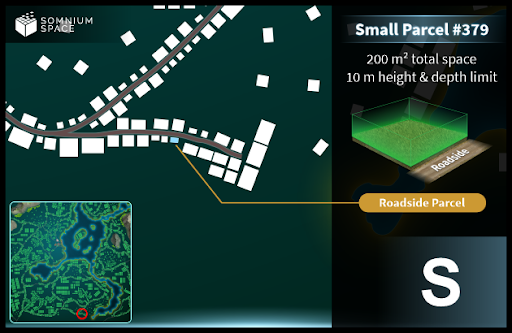 SOMNIUM
SPACE
Small Parcel #379
200 m² total space
10 m height & depth limit
Roadside
Roadside Parcel
S